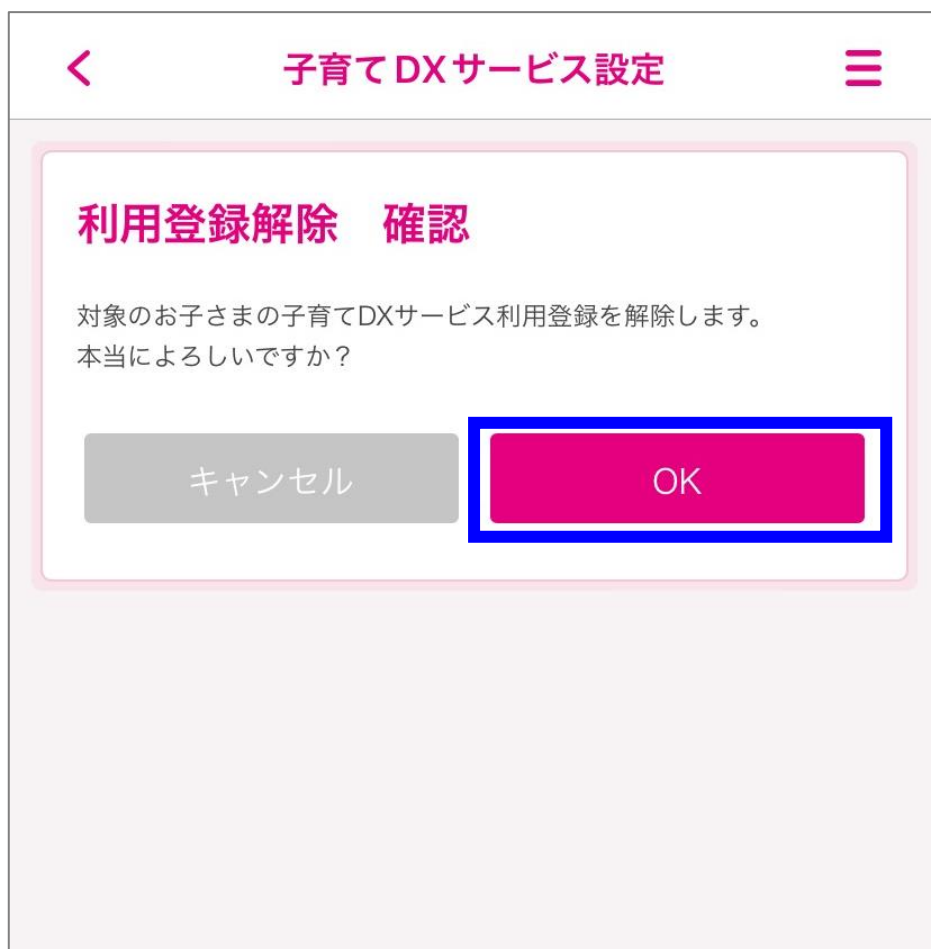 子育てDXサービス設定
利用登録解除　確認
対象のお子さまの子育てDXサービス利用登録を解除します。
本当によろしいですか？
キャンセル
OK